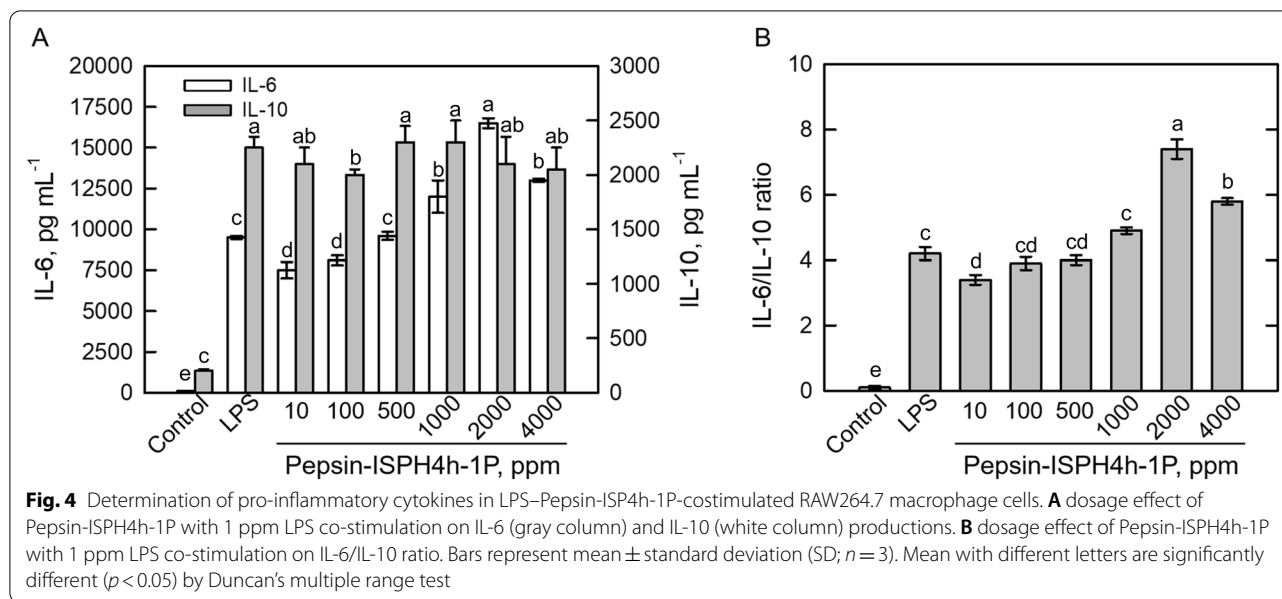 A
B
20000
17500
15000
12500
10000
7500
5000
2500
0
IL-6, pg mL⁻¹
IL-6
IL-10
e c
c a
d ab
d b
c a
b a
a ab
b ab
3000
2500
2000
1500
1000
500
0
IL-10, pg mL⁻¹
Control LPS 10 100 500 1000 2000 4000
Pepsin-ISPH4h-1P, ppm
10
8
6
4
2
0
IL-6/IL-10 ratio
e c d cd cd c a b
Control LPS 10 100 500 1000 2000 4000
Pepsin-ISPH4h-1P, ppm
Fig. 4 Determination of pro-inflammatory cytokines in LPS–Pepsin-ISP4h-1P-costimulated RAW264.7 macrophage cells. A dosage effect of
Pepsin-ISPH4h-1P with 1 ppm LPS co-stimulation on IL-6 (gray column) and IL-10 (white column) productions. B dosage effect of Pepsin-ISPH4h-1P
with 1 ppm LPS co-stimulation on IL-6/IL-10 ratio. Bars represent mean ± standard deviation (SD; n = 3). Mean with different letters are significantly
different (p < 0.05) by Duncan's multiple range test